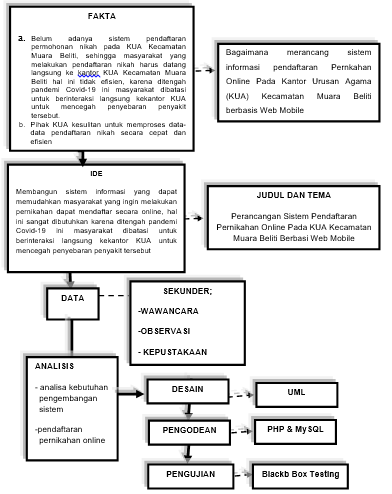 FAKTA
a. Belum adanya sistem pendaftaran
permohonan nikah pada KUA Kecamatan
Muara Beliti, sehingga masyarakat yang
melakukan pendaftaran nikah harus datang
langsung ke kantor KUA Kecamatan Muara
Beliti hal ini tidak efisien, karena ditengah
pandemi Covid-19 ini masyarakat dibatasi
untuk berinteraksi langsung kekantor KUA
untuk mencegah penyebaran penyakit
tersebut.
b. Pihak KUA kesulitan untuk memproses data-
data pendaftaran nikah secara cepat dan
efisien
Bagaimana merancang sistem
informasi pendaftaran Pernikahan
Online Pada Kantor Urusan Agama
(KUA) Kecamatan Muara Beliti
berbasis Web Mobile
IDE
Membangun sistem informasi yang dapat
memudahkan masyarakat yang ingin melakukan
pernikahan dapat mendaftar secara online, hal
ini sangat dibutuhkan karena ditengah pandemi
Covid-19 ini masyarakat dibatasi untuk
berinteraksi langsung kekantor KUA untuk
mencegah penyebaran penyakit tersebut
JUDUL DAN TEMA
Perancangan Sistem Pendaftaran
Pernikahan Online Pada KUA Kecamatan
Muara Beliti Berbasi Web Mobile
DATA
SEKUNDER;
-WAWANCARA
-OBSERVASI
- KEPUSTAKAAN
ANALISIS
- analisa kebutuhan
pengembangan
sistem
-pendaftaran
pernikahan online
DESAIN
UML
PENGODEAN
PHP & MySQL
PENGUJIAN
Blackb Box Testing